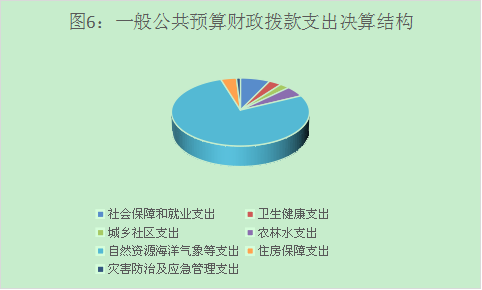 图6：一般公共预算财政拨款支出决算结构
社会保障和就业支出 卫生健康支出
城乡社区支出 农林水支出
自然资源海洋气象等支出 住房保障支出
灾害防治及应急管理支出